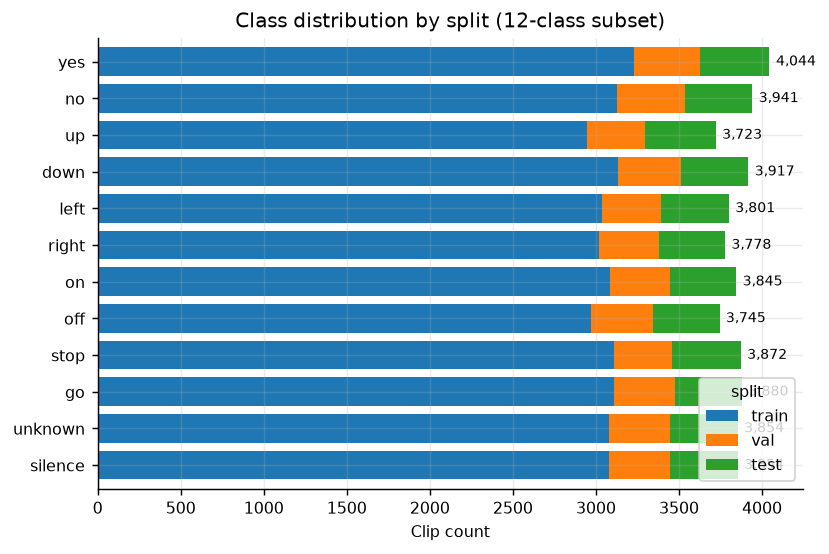 Class distribution by split (12-class subset)
yes 4,044
no 3,941
up 3,723
down 3,917
left 3,801
right 3,778
on 3,845
off 3,745
stop 3,872
go
unknown 3,854
silence
split
train
val
test
0 500 1000 1500 2000 2500 3000 3500 4000
Clip count